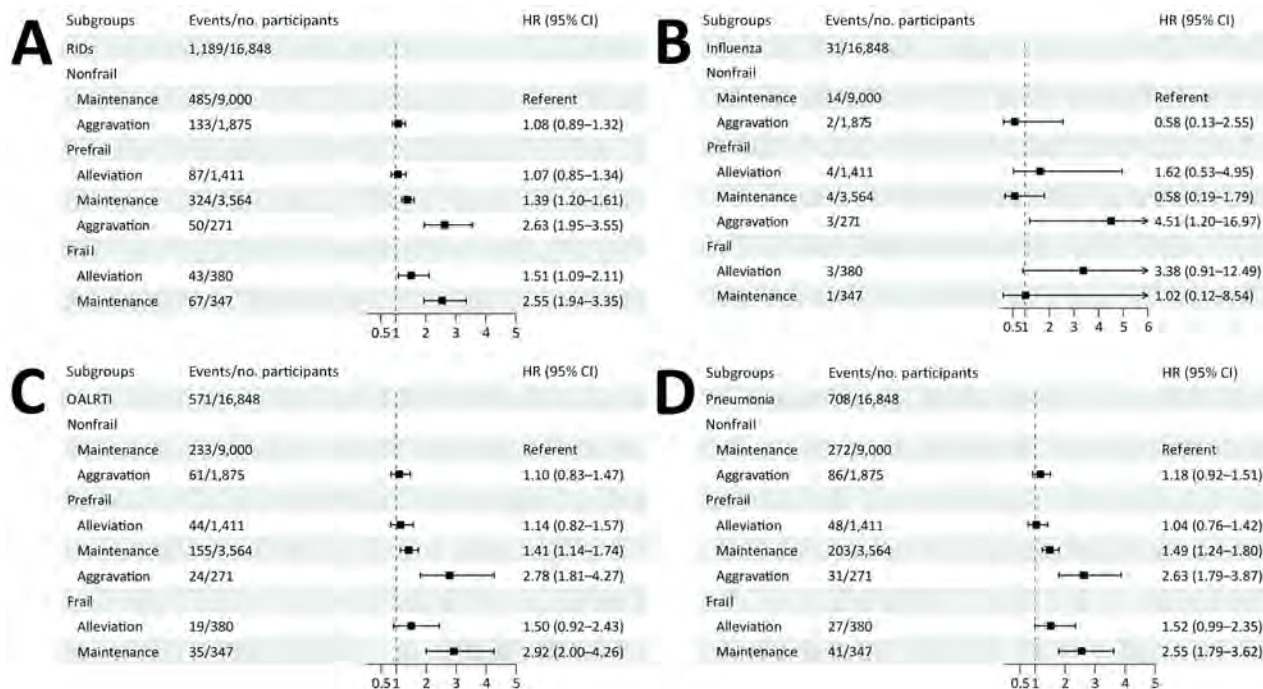 A
Subgroups Events/no. participants HR (95% CI)
RIDs 1,189/16,848
Nonfrail
Maintenance 485/9,000 Referent
Aggravation 133/1,875 1.08 (0.89–1.32)
Prefrail
Alleviation 87/1,411 1.07 (0.85–1.34)
Maintenance 324/3,564 1.39 (1.20–1.61)
Aggravation 50/271 2.63 (1.95–3.55)
Frail
Alleviation 43/380 1.51 (1.09–2.11)
Maintenance 67/347 2.55 (1.94–3.35)
0.5 1 2 3 4 5
B
Subgroups Events/no. participants HR (95% CI)
Influenza 31/16,848
Nonfrail
Maintenance 14/9,000 Referent
Aggravation 2/1,875 0.58 (0.13–2.55)
Prefrail
Alleviation 4/1,411 1.62 (0.53–4.95)
Maintenance 4/3,564 0.58 (0.19–1.79)
Aggravation 3/271 4.51 (1.20–16.97)
Frail
Alleviation 3/380 3.38 (0.91–12.49)
Maintenance 1/347 1.02 (0.12–8.54)
0.5 1 2 3 4 5 6
C
Subgroups Events/no. participants HR (95% CI)
OALRTI 571/16,848
Nonfrail
Maintenance 233/9,000 Referent
Aggravation 61/1,875 1.10 (0.83–1.47)
Prefrail
Alleviation 44/1,411 1.14 (0.82–1.57)
Maintenance 155/3,564 1.41 (1.14–1.74)
Aggravation 24/271 2.78 (1.81–4.27)
Frail
Alleviation 19/380 1.50 (0.92–2.43)
Maintenance 35/347 2.92 (2.00–4.26)
0.5 1 2 3 4 5
D
Subgroups Events/no. participants HR (95% CI)
Pneumonia 708/16,848
Nonfrail
Maintenance 272/9,000 Referent
Aggravation 86/1,875 1.18 (0.92–1.51)
Prefrail
Alleviation 48/1,411 1.04 (0.76–1.42)
Maintenance 203/3,564 1.49 (1.24–1.80)
Aggravation 31/271 2.63 (1.79–3.87)
Frail
Alleviation 27/380 1.52 (0.99–2.35)
Maintenance 41/347 2.55 (1.79–3.62)
0.5 1 2 3 4 5